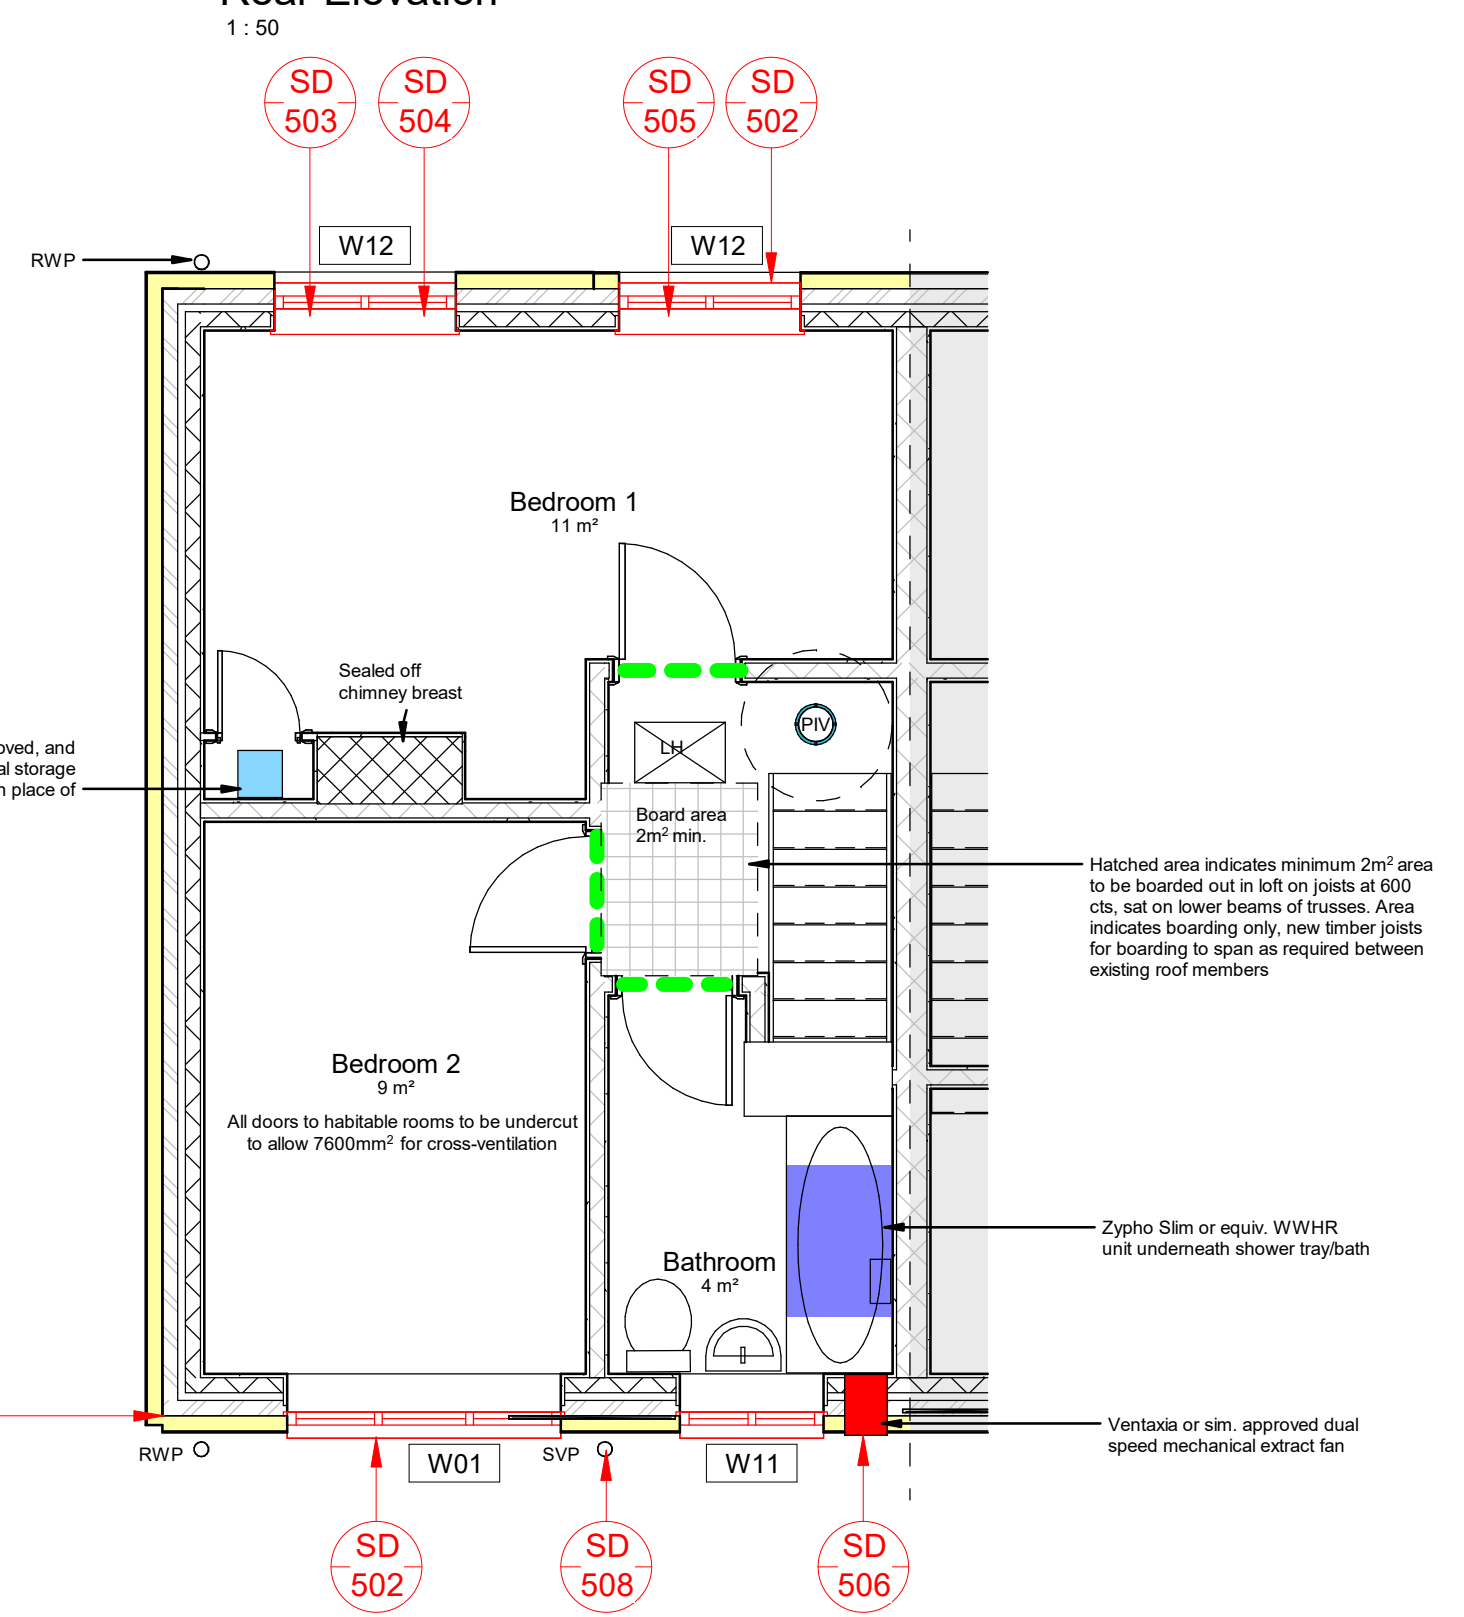 Rear Elevation
1 : 50
SD
503
SD
504
SD
505
SD
502
W12
W12
RWP
Bedroom 1
11 m²
Sealed off
chimney breast
PIV
LH
oved, and
al storage
place of
Board area
2m² min.
Hatched area indicates minimum 2m² area
to be boarded out in loft on joists at 600
cts, sat on lower beams of trusses. Area
indicates boarding only, new timber joists
for boarding to span as required between
existing roof members
Bedroom 2
9 m²
All doors to habitable rooms to be undercut
to allow 7600mm² for cross-ventilation
Zypho Slim or equiv. WWHR
unit underneath shower tray/bath
Bathroom
4 m²
Ventaxia or sim. approved dual
speed mechanical extract fan
RWP
W01
SVP
W11
SD
502
SD
508
SD
506